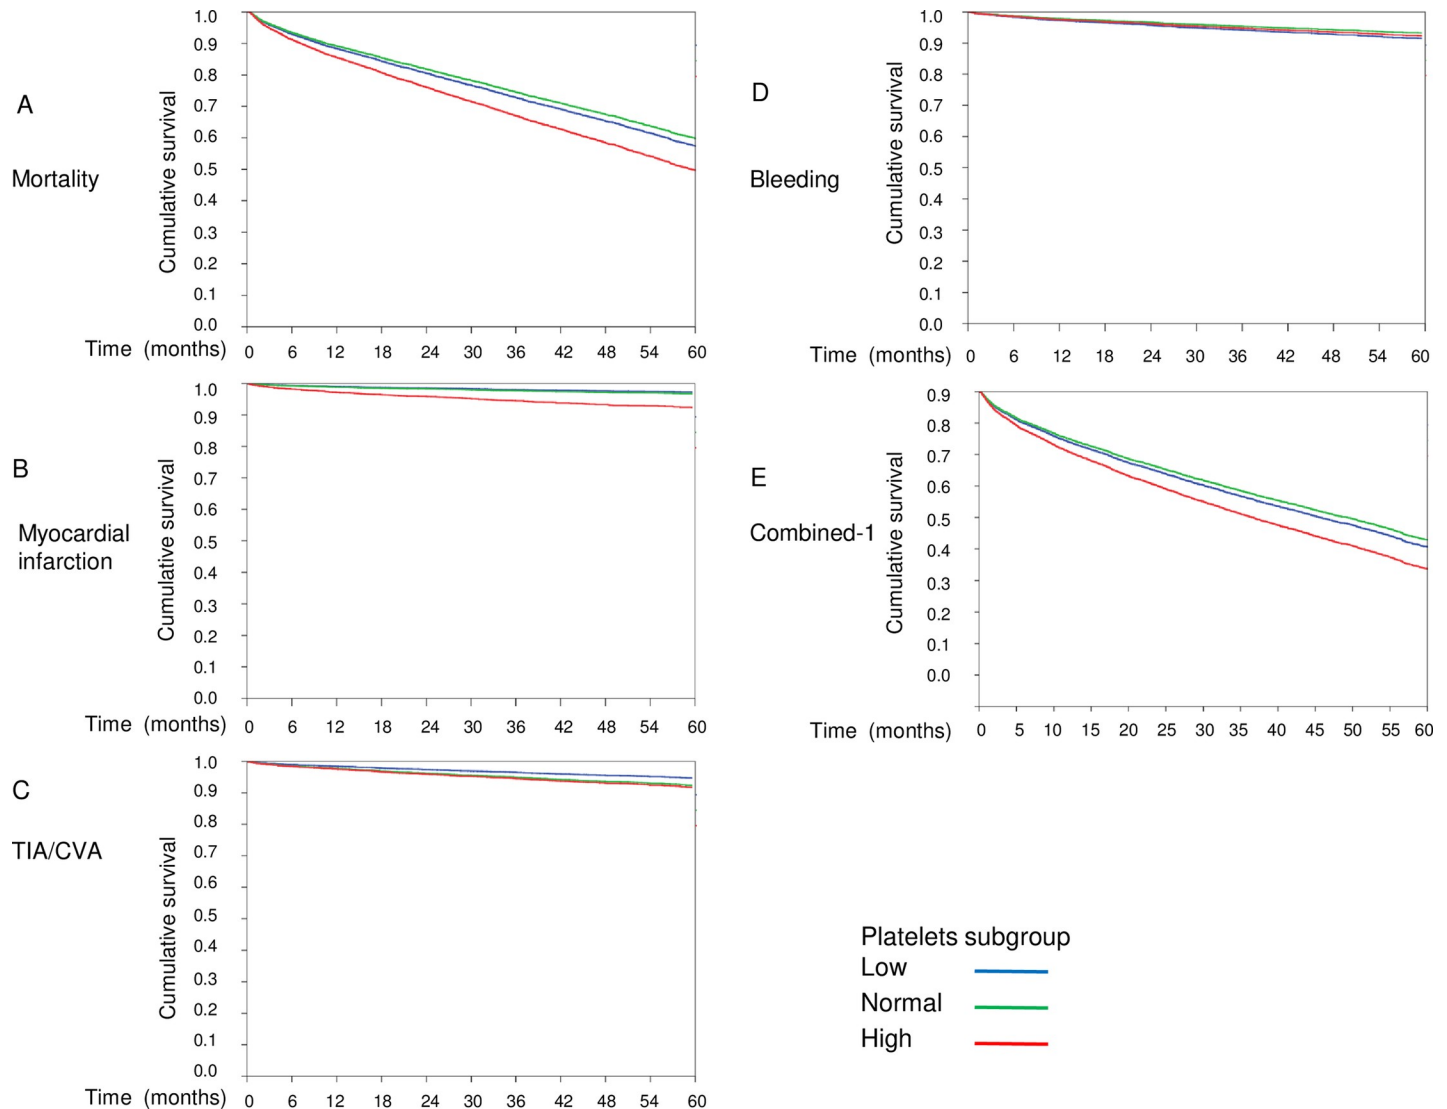 A
Mortality
Cumulative survival
1.0
0.9
0.8
0.7
0.6
0.5
0.4
0.3
0.2
0.1
0.0
Time (months) 0 6 12 18 24 30 36 42 48 54 60
B
Myocardial
infarction
Cumulative survival
1.0
0.9
0.8
0.7
0.6
0.5
0.4
0.3
0.2
0.1
0.0
Time (months) 0 6 12 18 24 30 36 42 48 54 60
C
TIA/CVA
Cumulative survival
1.0
0.9
0.8
0.7
0.6
0.5
0.4
0.3
0.2
0.1
0.0
Time (months) 0 6 12 18 24 30 36 42 48 54 60
D
Bleeding
Cumulative survival
1.0
0.9
0.8
0.7
0.6
0.5
0.4
0.3
0.2
0.1
0.0
Time (months) 0 6 12 18 24 30 36 42 48 54 60
E
Combined-1
Cumulative survival
0.9
0.8
0.7
0.6
0.5
0.4
0.3
0.2
0.1
0.0
Time (months) 0 5 10 15 20 25 30 35 40 45 50 55 60
Platelets subgroup
Low
Normal
High